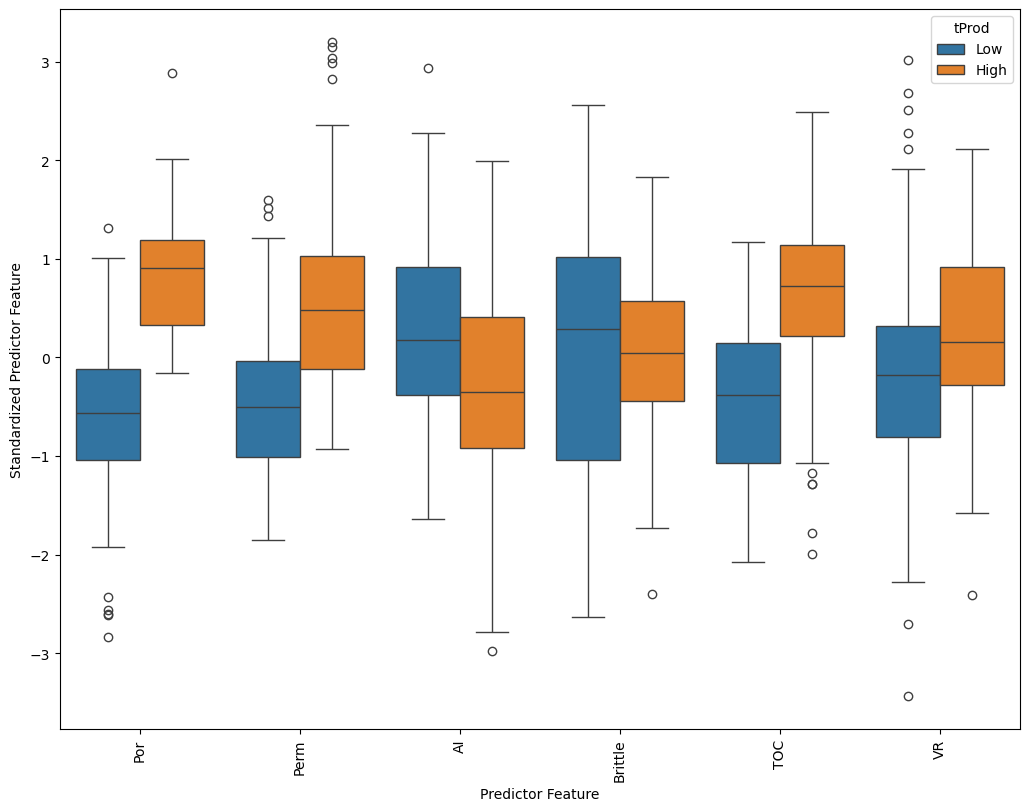 tProd
Low
High
Standardized Predictor Feature
3
2
1
0
−1
−2
−3
Por
Perm
AI
Brittle
TOC
VR
Predictor Feature